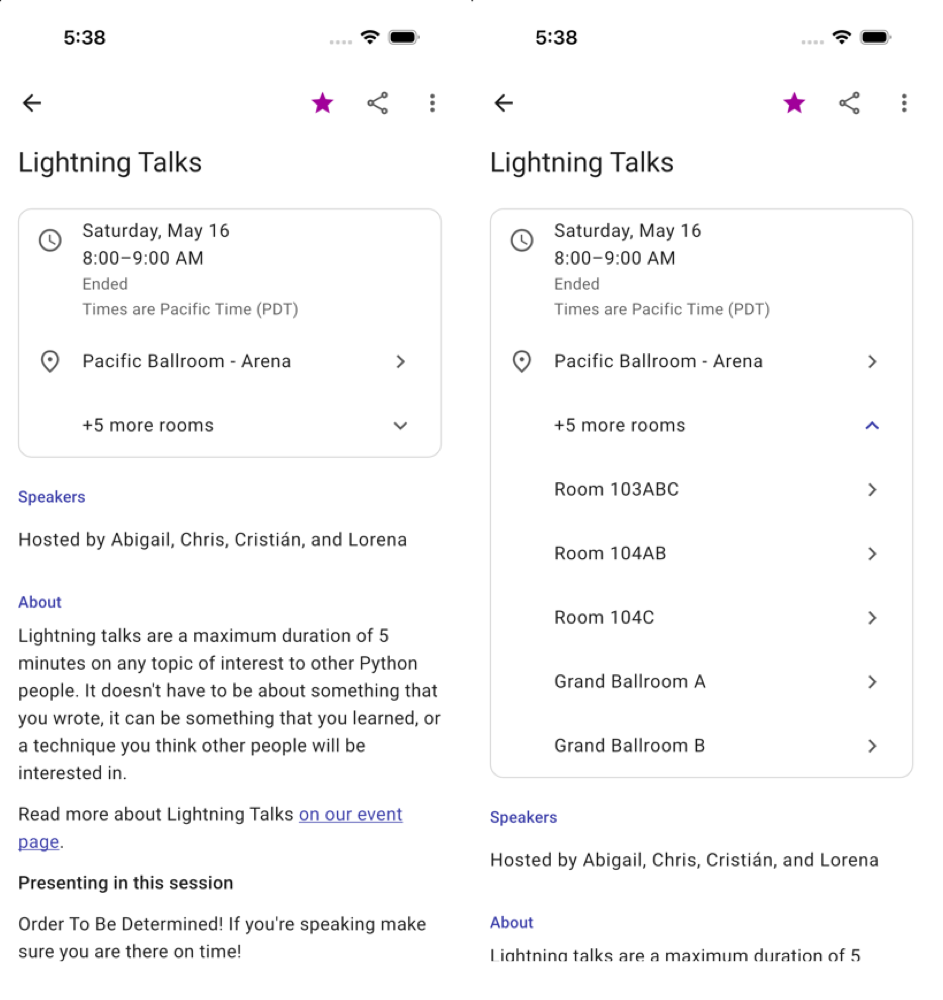 5:38
Lightning Talks
Saturday, May 16
8:00–9:00 AM
Ended
Times are Pacific Time (PDT)
Pacific Ballroom - Arena
+5 more rooms
Speakers
Hosted by Abigail, Chris, Cristián, and Lorena
About
Lightning talks are a maximum duration of 5
minutes on any topic of interest to other Python
people. It doesn't have to be about something that
you wrote, it can be something that you learned, or
a technique you think other people will be
interested in.
Read more about Lightning Talks on our event
page.
Presenting in this session
Order To Be Determined! If you're speaking make
sure you are there on time!
5:38
Lightning Talks
Saturday, May 16
8:00–9:00 AM
Ended
Times are Pacific Time (PDT)
Pacific Ballroom - Arena
+5 more rooms
Room 103ABC
Room 104AB
Room 104C
Grand Ballroom A
Grand Ballroom B
Speakers
Hosted by Abigail, Chris, Cristián, and Lorena
About
Lightning talks are a maximum duration of 5